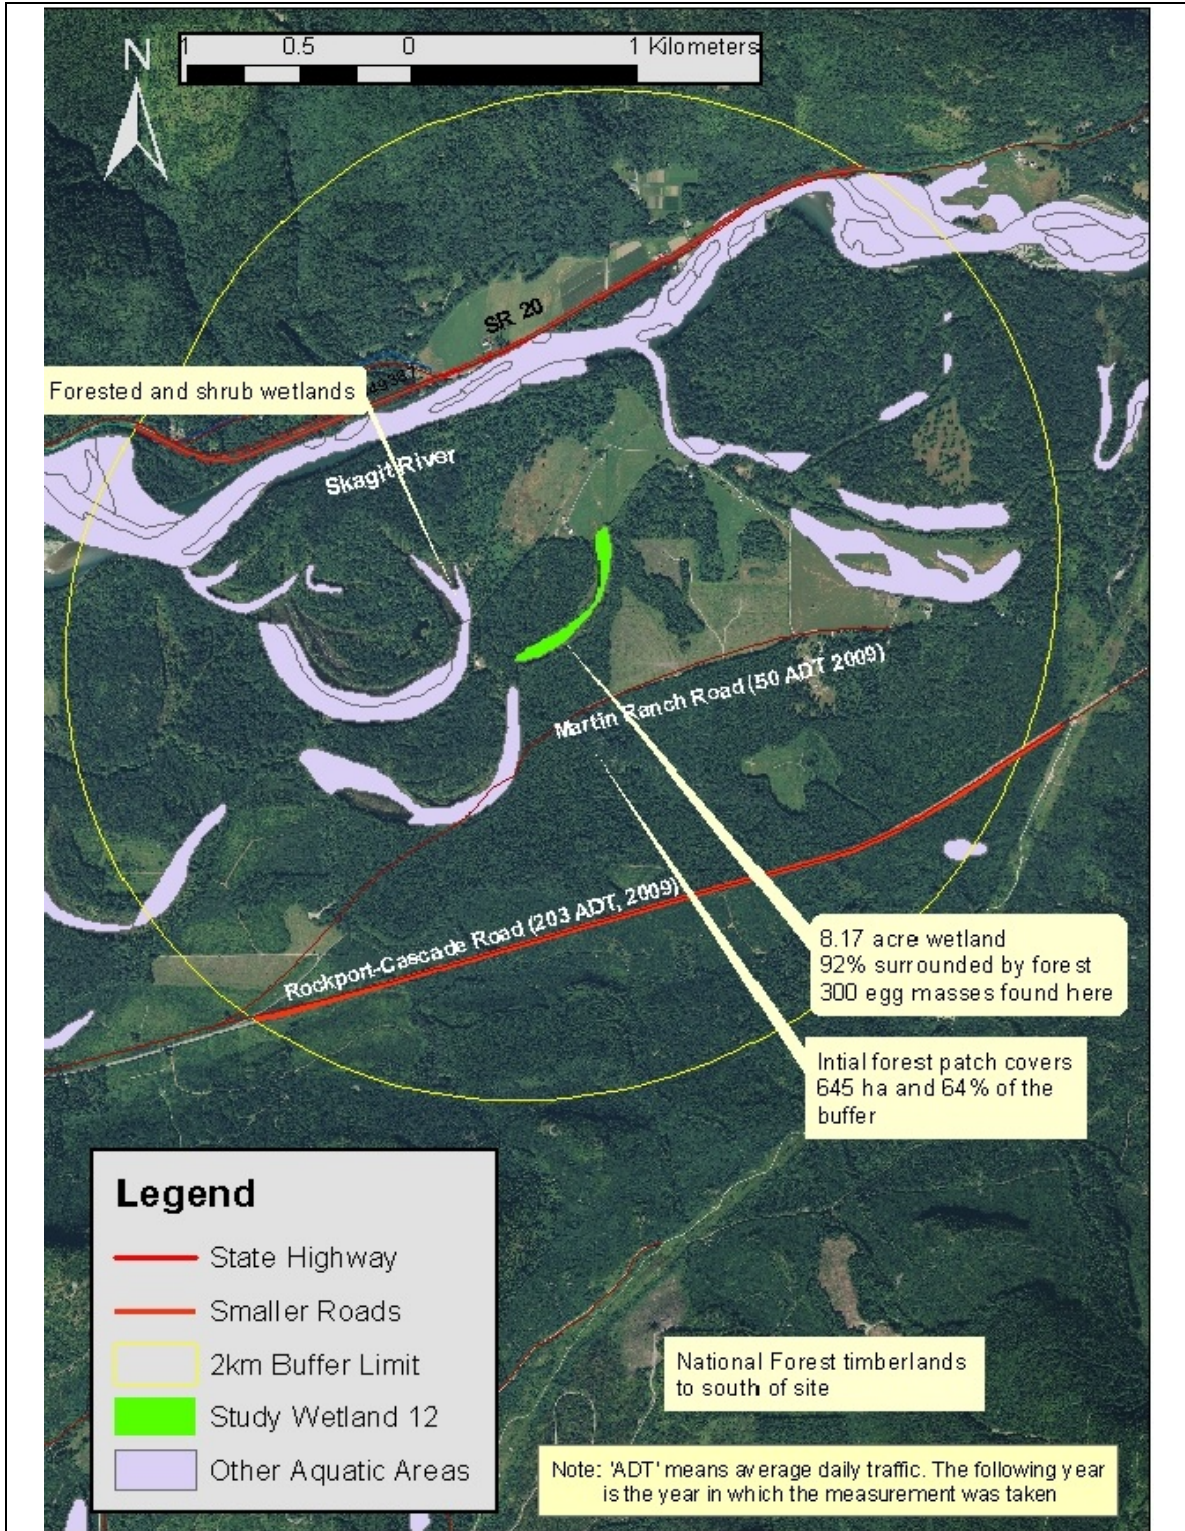 N
1 0.5 0 1 Kilometers
SR 20
49387
Forested and shrub wetlands
Skagit River
Martin Ranch Road (50 ADT 2009)
Rockport-Cascade Road (203 ADT, 2009)
8.17 acre wetland
92% surrounded by forest
300 egg masses found here
Intial forest patch covers
645 ha and 64% of the
buffer
Legend
State Highway
Smaller Roads
2km Buffer Limit
Study Wetland 12
Other Aquatic Areas
National Forest timberlands
to south of site
Note: 'ADT' means average daily traffic. The following year
is the year in which the measurement was taken